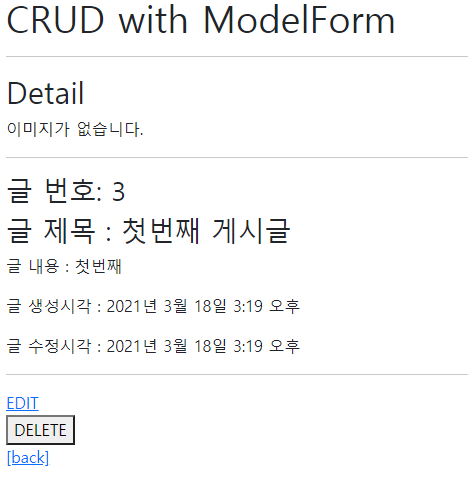 CRUD with ModelForm
Detail
이미지가 없습니다.
글 번호: 3
글 제목 : 첫번째 게시글
글 내용 : 첫번째
글 생성시각 : 2021년 3월 18일 3:19 오후
글 수정시각 : 2021년 3월 18일 3:19 오후
EDIT
DELETE
[back]